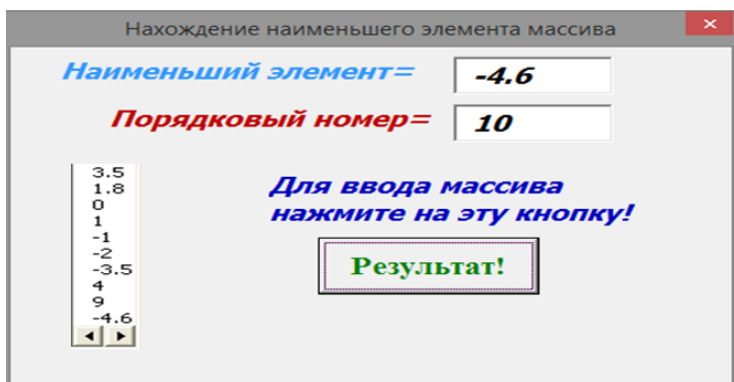 Нахождение наименьшего элемента массива
Наименьший элемент= -4.6
Порядковый номер= 10
3.5
1.8
0
1
-1
-2
-3.5
4
9
-4.6
Для ввода массива
нажмите на эту кнопку!
Результат!